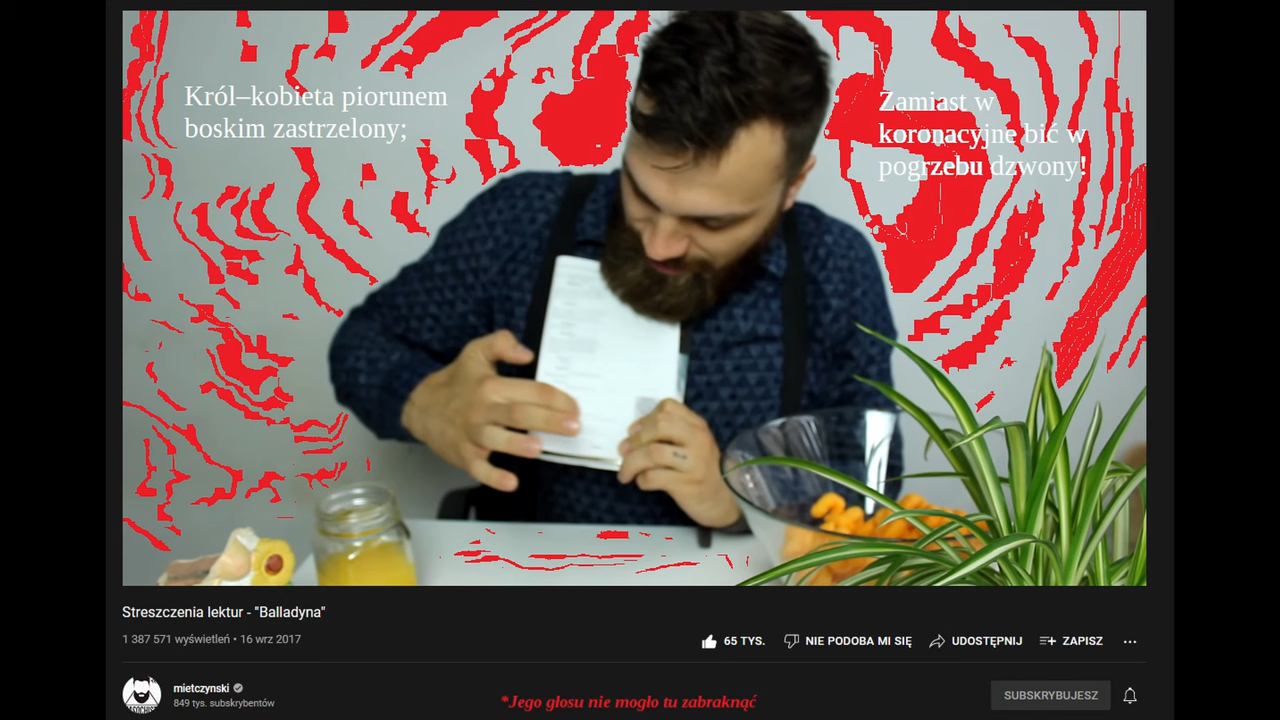 Król–kobieta piorunem
boskim zastrzelony;
Zamiast w
koronacyjne bić w
pogrzebu dzwony!
Streszczenia lektur - "Balladyna"
1 387 571 wyświetleń • 16 wrz 2017
65 TYS.
NIE PODOBA MI SIĘ
UDOSTĘPNIJ
ZAPISZ
mietczynski
849 tys. subskrybentów
*Jego głosu nie mogło tu zabraknąć
SUBSKRYBUJESZ